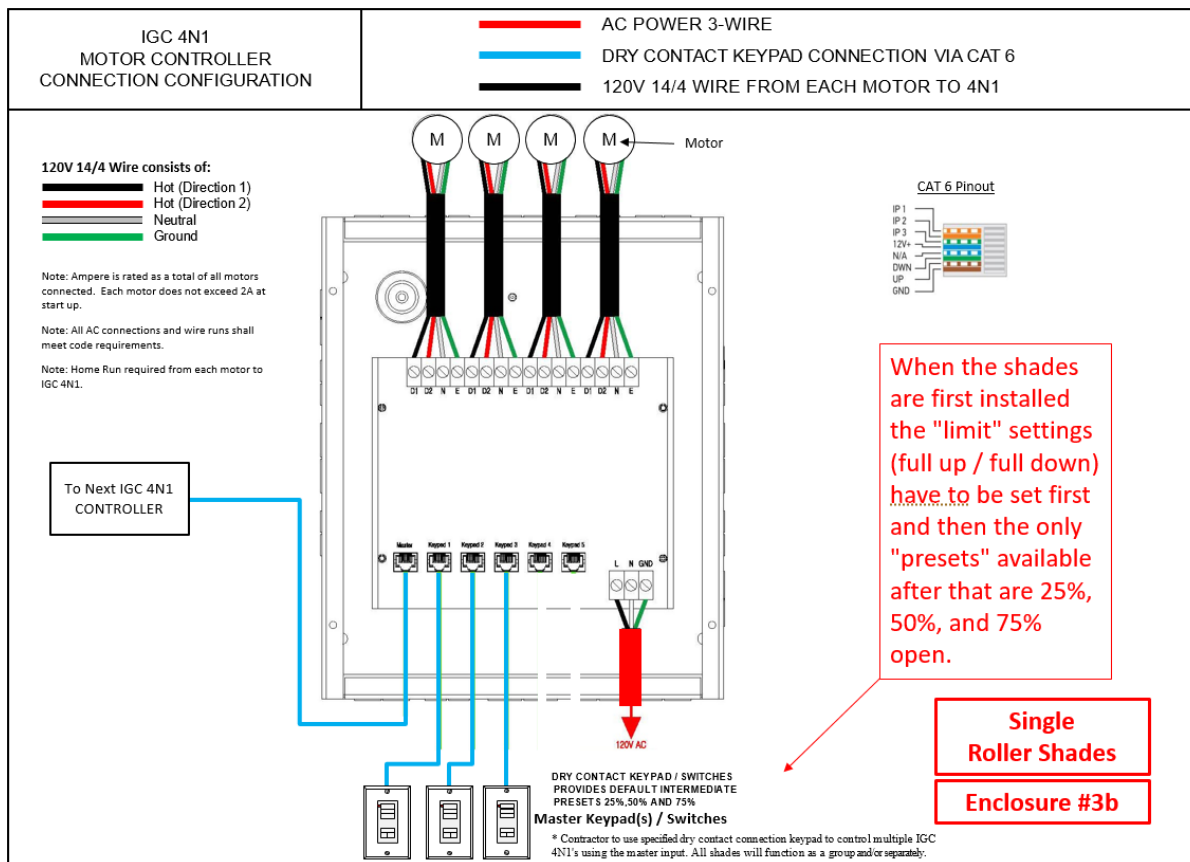 IGC 4N1
MOTOR CONTROLLER
CONNECTION CONFIGURATION
AC POWER 3-WIRE
DRY CONTACT KEYPAD CONNECTION VIA CAT 6
120V 14/4 WIRE FROM EACH MOTOR TO 4N1
M M M M
Motor
120V 14/4 Wire consists of:
Hot (Direction 1)
Hot (Direction 2)
Neutral
Ground
Note: Ampere is rated as a total of all motors
connected. Each motor does not exceed 2A at
start up.
Note: All AC connections and wire runs shall
meet code requirements.
Note: Home Run required from each motor to
IGC 4N1.
CAT 6 Pinout
IP 1
IP 2
IP 3
12V+
N/A
DWN
UP
GND
D1 D2 N E D1 D2 N E D1 D2 N E D1 D2 N E
To Next IGC 4N1
CONTROLLER
Master Keypad 1 Keypad 2 Keypad 3 Keypad 4 Keypad 5
L N GND
120V AC
When the shades
are first installed
the "limit" settings
(full up / full down)
have to be set first
and then the only
"presets" available
after that are 25%,
50%, and 75%
open.
Single
Roller Shades
Enclosure #3b
DRY CONTACT KEYPAD / SWITCHES
PROVIDES DEFAULT INTERMEDIATE
PRESETS 25%,50% AND 75%
Master Keypad(s) / Switches
* Contractor to use specified dry contact connection keypad to control multiple IGC
4N1's using the master input. All shades will function as a group and/or separately.